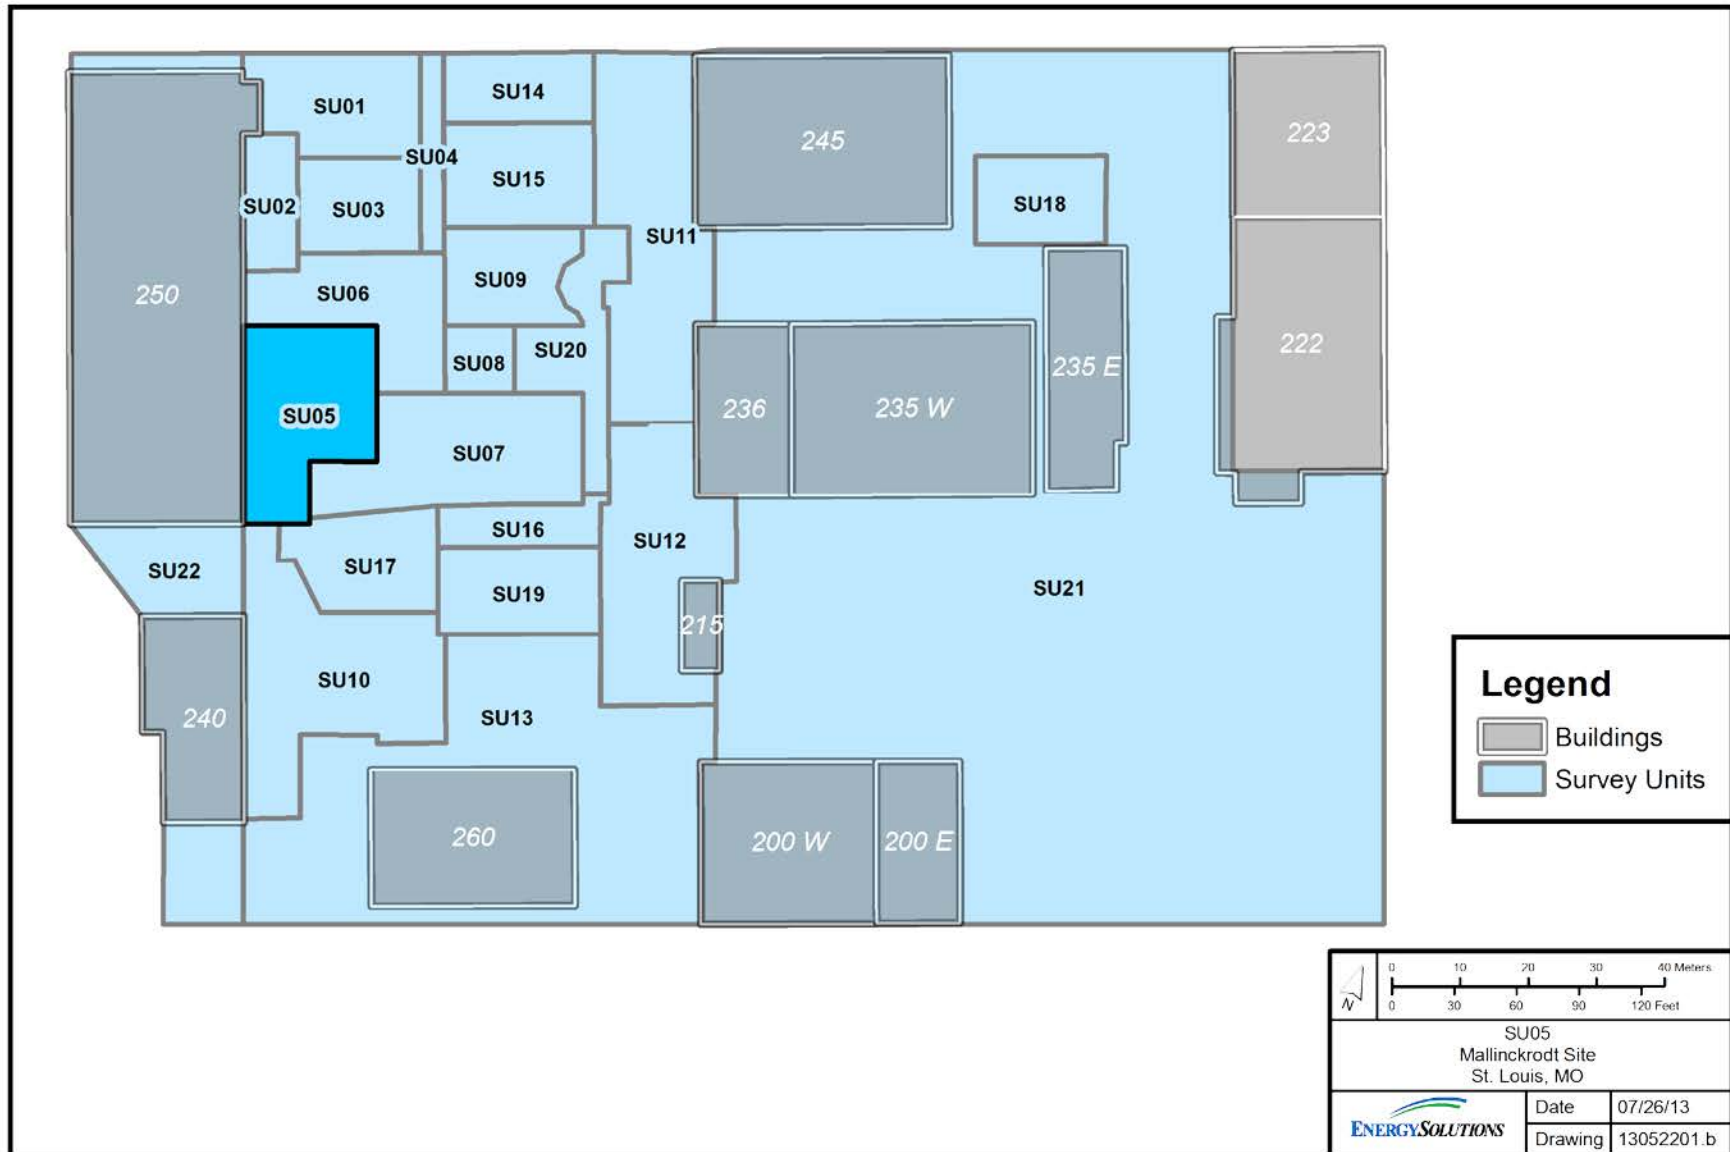 SU01
SU14
245
223
SU04
SU15
SU18
SU02
SU03
SU11
250
SU06
SU09
222
SU08
SU20
235 E
SU05
236
235 W
SU07
SU16
SU12
SU22
SU17
SU19
SU21
215
SU10
SU13
240
260
200 W
200 E
Legend
Buildings
Survey Units
N
0 10 20 30 40 Meters
0 30 60 90 120 Feet
SU05
Mallinckrodt Site
St. Louis, MO
ENERGYSOLUTIONS
Date 07/26/13
Drawing 13052201.b